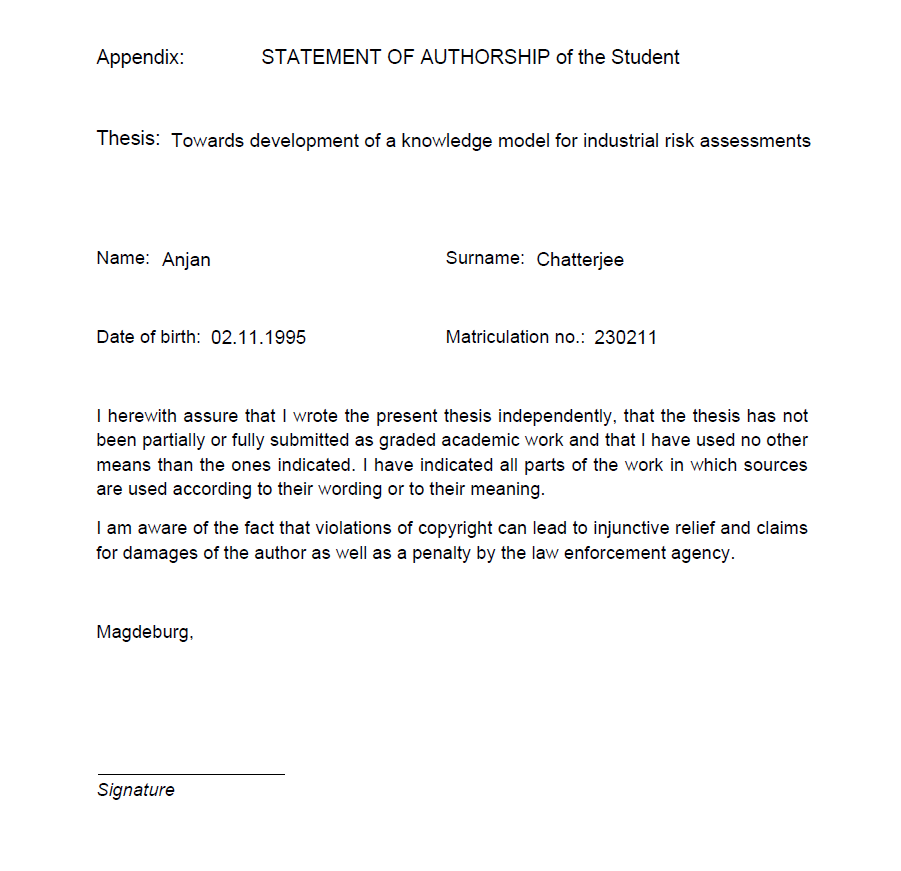 Appendix: STATEMENT OF AUTHORSHIP of the Student
Thesis: Towards development of a knowledge model for industrial risk assessments
Name: Anjan Surname: Chatterjee
Date of birth: 02.11.1995 Matriculation no.: 230211
I herewith assure that I wrote the present thesis independently, that the thesis has not
been partially or fully submitted as graded academic work and that I have used no other
means than the ones indicated. I have indicated all parts of the work in which sources
are used according to their wording or to their meaning.
I am aware of the fact that violations of copyright can lead to injunctive relief and claims
for damages of the author as well as a penalty by the law enforcement agency.
Magdeburg,
Signature